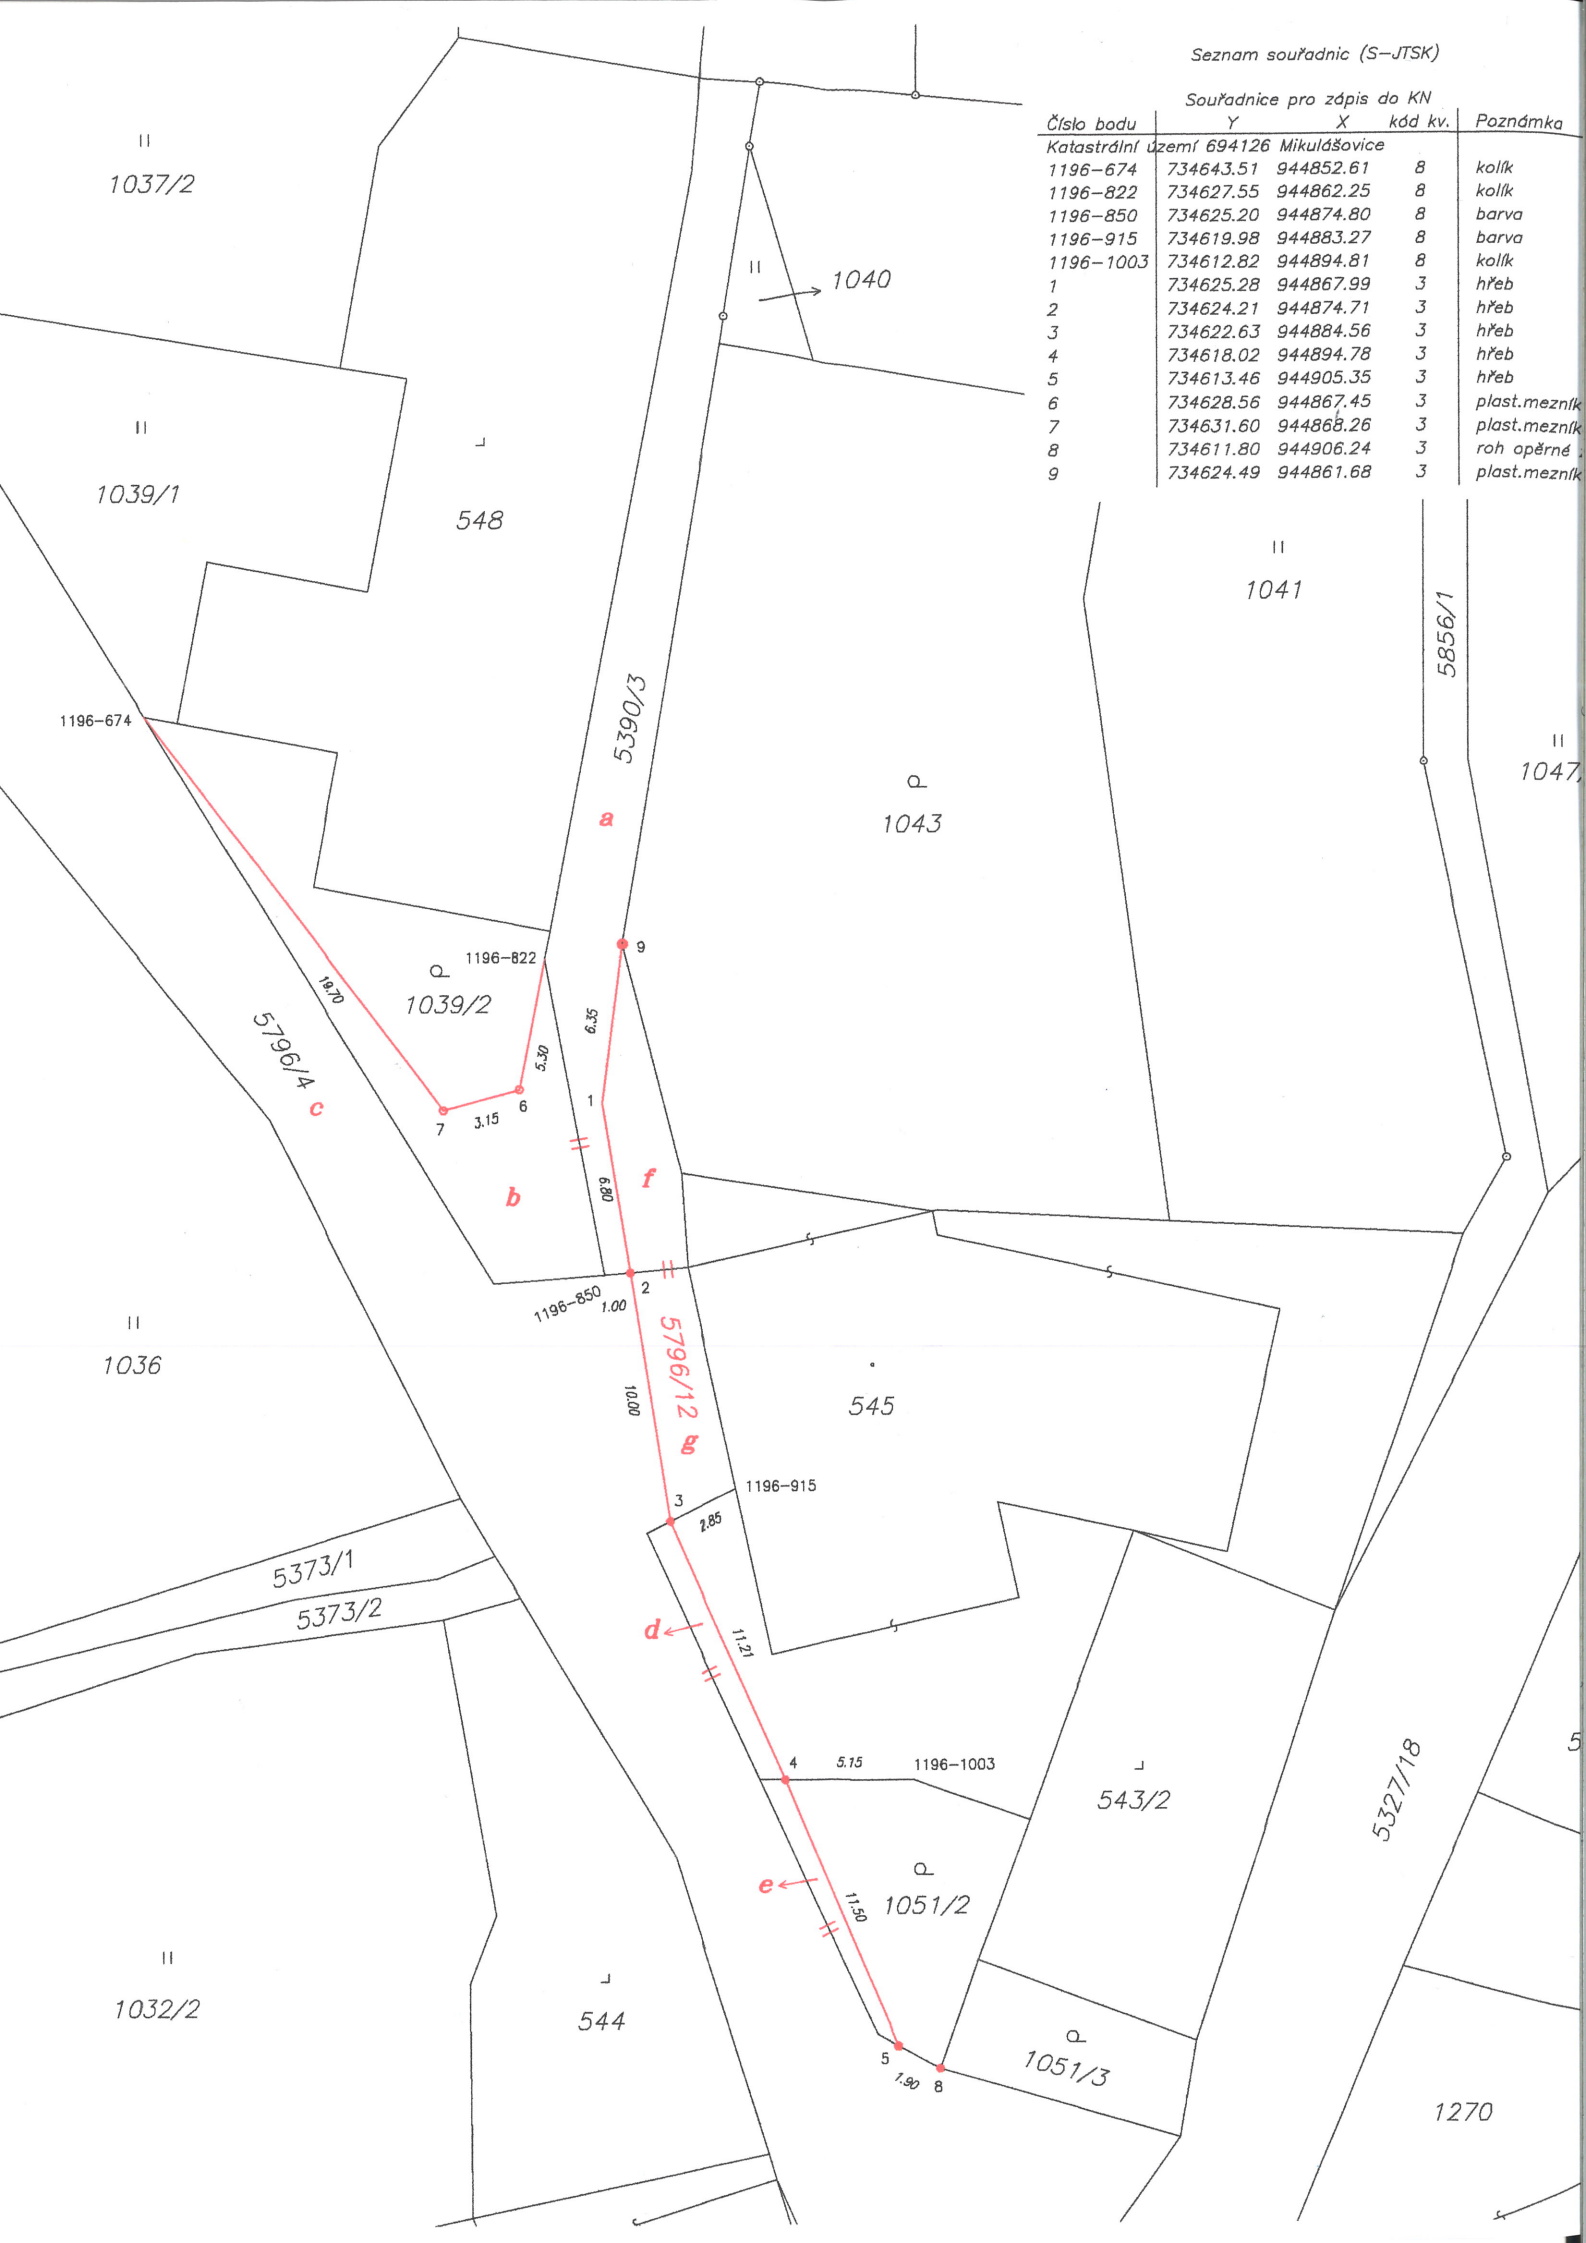 Seznam souřadnic (S-JTSK)
Souřadnice pro zápis do KN
Číslo bodu Y X kód kv. Poznámka
Katastrální území 694126 Mikulášovice
1196-674 734643.51 944852.61 8 kolík
1196-822 734627.55 944862.25 8 kolík
1196-850 734625.20 944874.80 8 barva
1196-915 734619.98 944883.27 8 barva
1196-1003 734612.82 944894.81 8 kolík
1 734625.28 944867.99 3 hřeb
2 734624.21 944874.71 3 hřeb
3 734622.63 944884.56 3 hřeb
4 734618.02 944894.78 3 hřeb
5 734613.46 944905.35 3 hřeb
6 734628.56 944867.45 3 plast.mezník
7 734631.60 944868.26 3 plast.mezník
8 734611.80 944906.24 3 roh opěrné
9 734624.49 944861.68 3 plast.mezník
1037/2
1040
1039/1
548
1041
5856/1
5390/3
1196-674
1047
a
1043
9
1196-822
19.70
1039/2
6.35
5796/4
c
5.30
7
3.15
6
1
b
6.80
f
1196-850
1.00
2
5796/12
1036
10.00
545
g
3
1196-915
2.85
5373/1
5373/2
d
11.21
4
5.15
1196-1003
543/2
5327/18
5
e
11.50
1051/2
1032/2
544
5
1.90
8
1051/3
1270